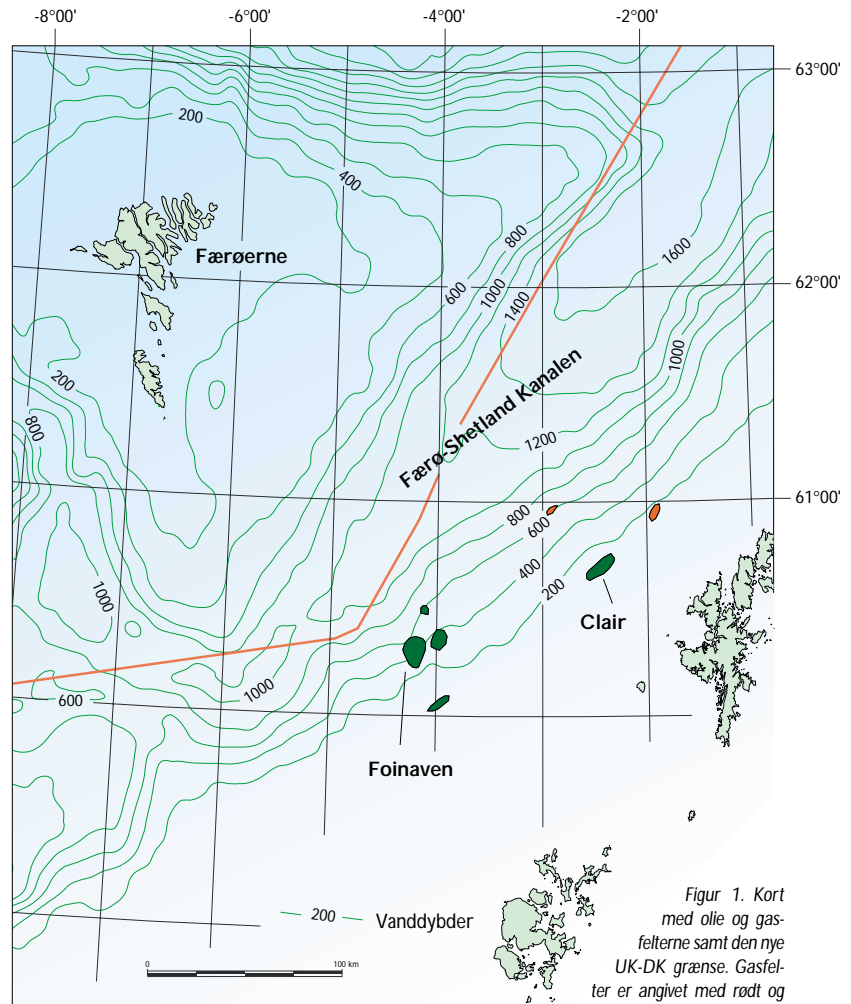 -8°00' -6°00' -4°00' -2°00'
63°00'
200
400
Færøerne
800
1600
600
1000
1400
62°00'
1000
200
800
Færø-Shetland Kanalen
1200
61°00'
800
600
1000
400
200
Clair
1000
600
Foinaven
200 Vanddybder
0 100 km
Figur 1. Kort
med olie og gas-
felterne samt den nye
UK-DK grænse. Gasfel-
ter er angivet med rødt og